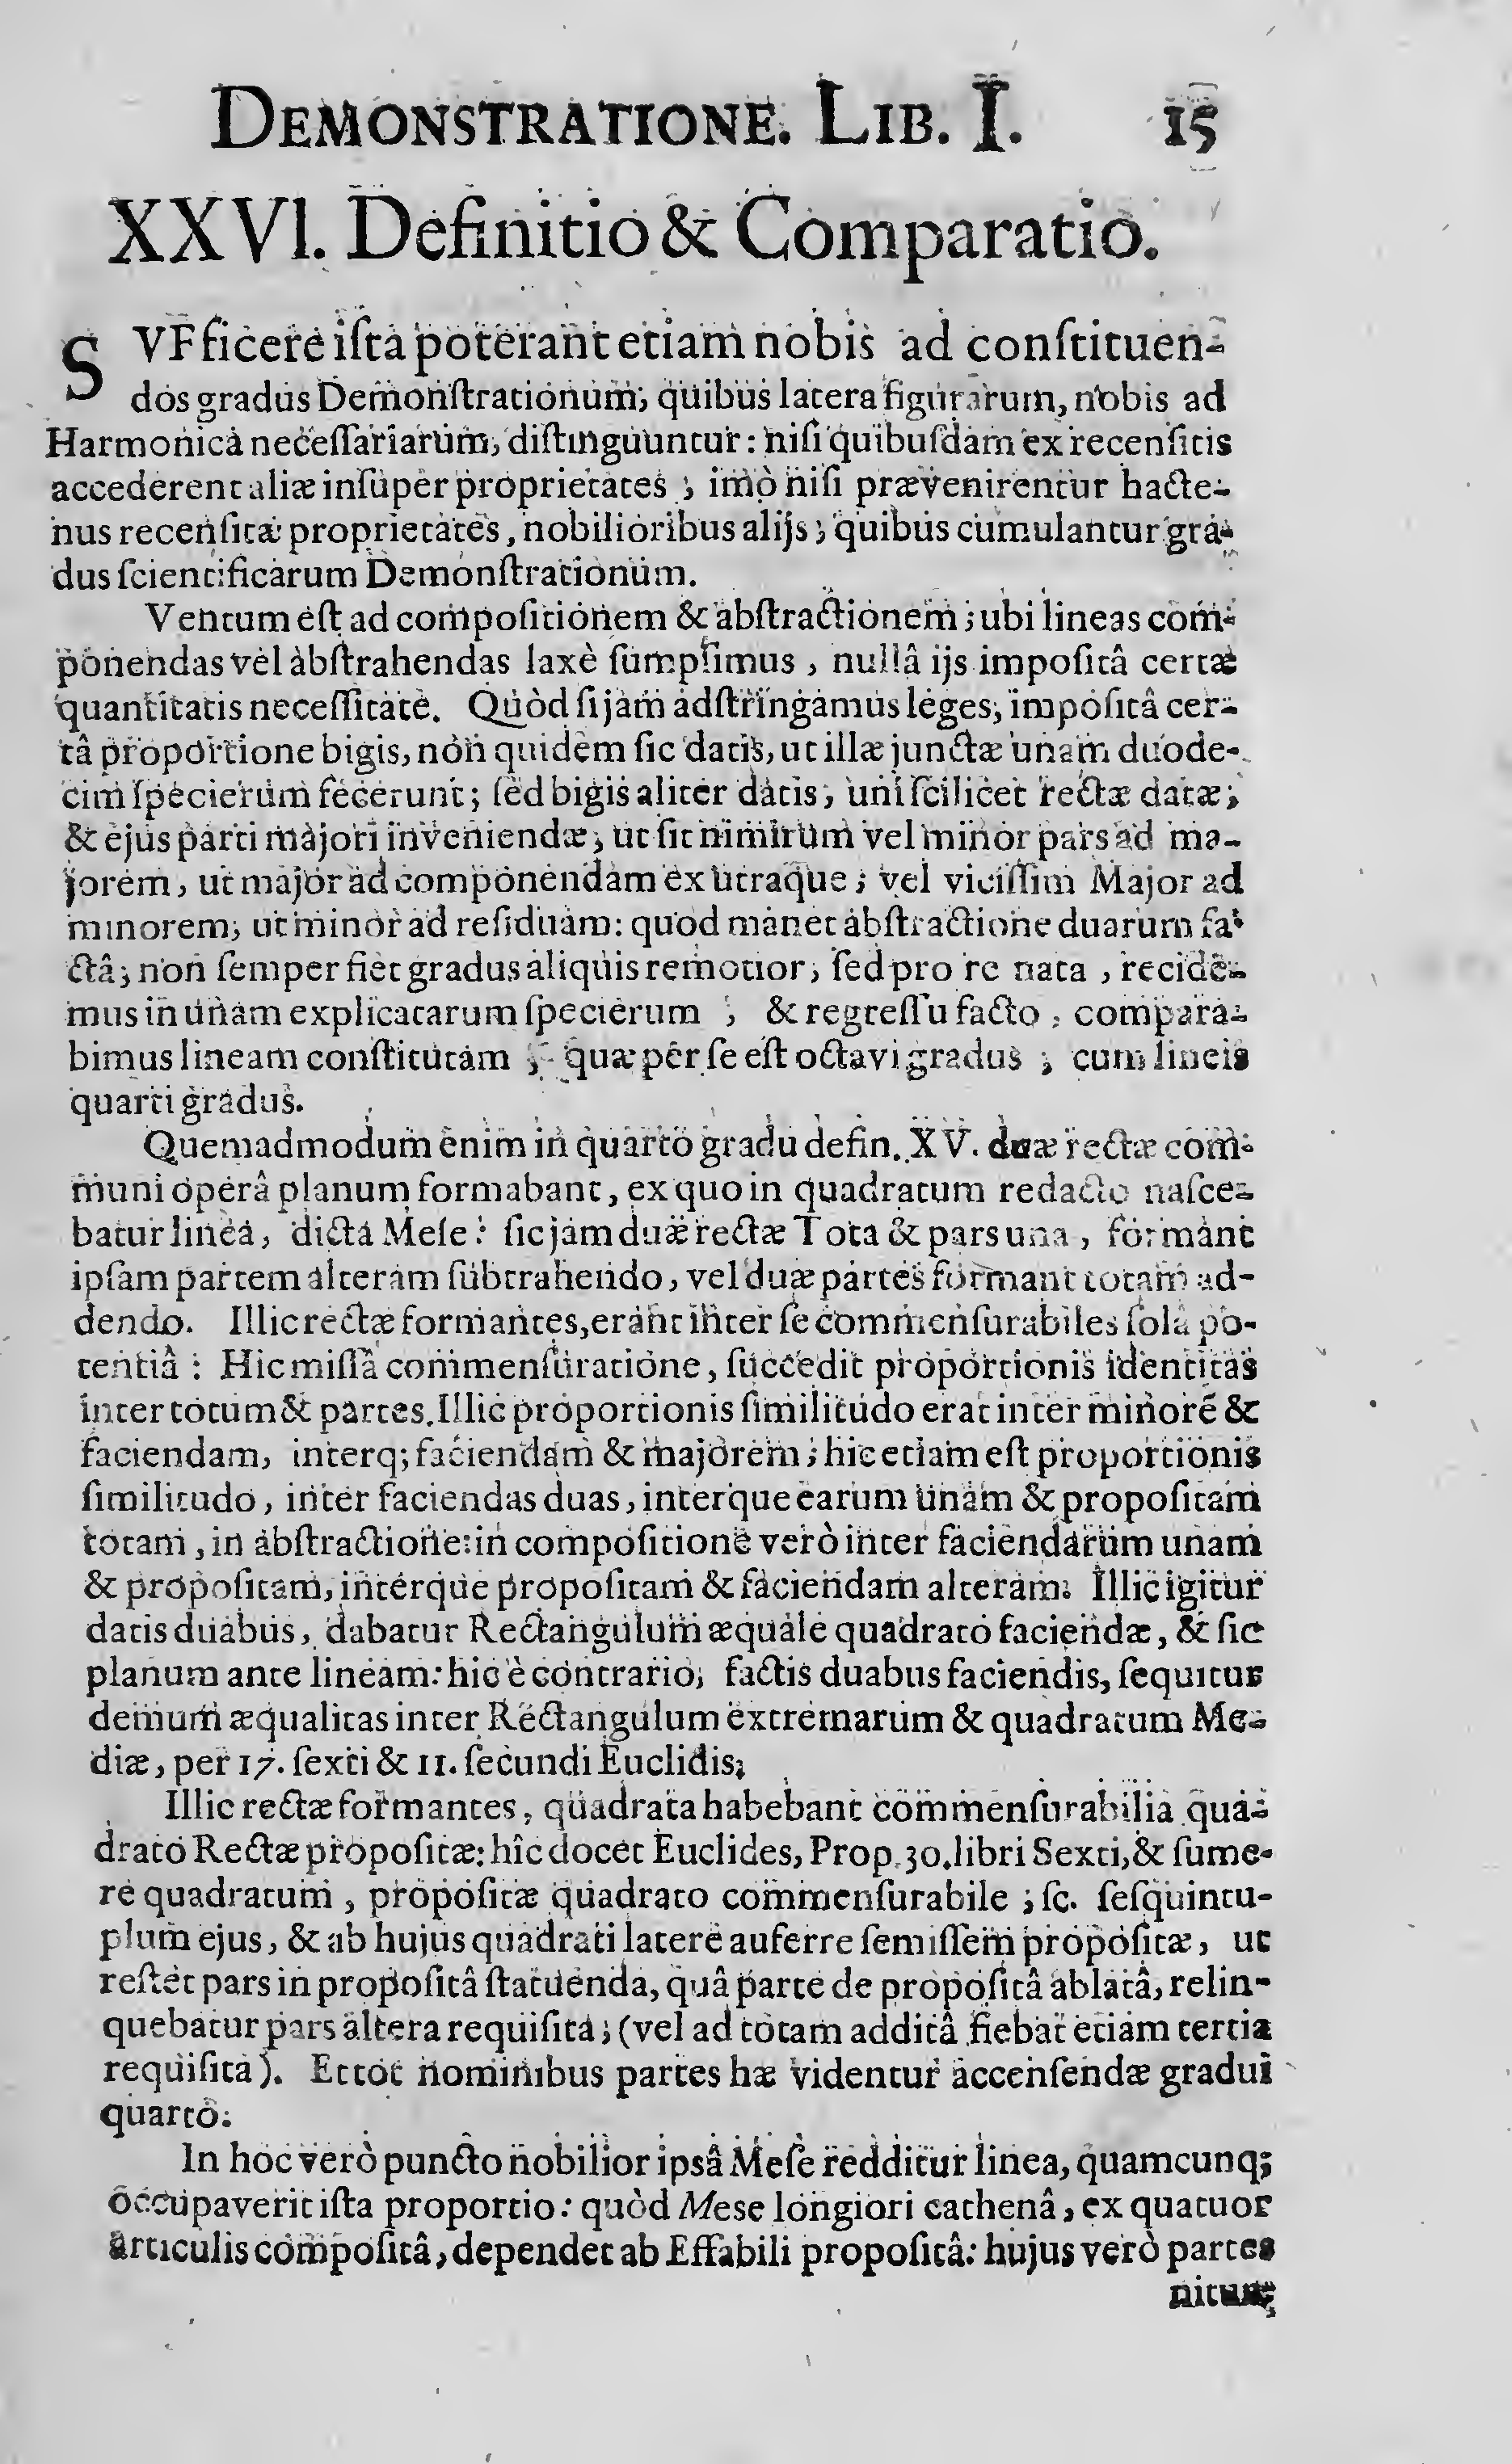 DEMONSTRATIONE. LIB. I. 15
XXVI. Definitio & Comparatio.
SVFficere iſta poterant etiam nobis ad conſtituen-
dos gradus Demonſtrationum, quibus latera figurarum, nobis ad
Harmonica neceſſariarum, diſtinguuntur: niſi quibuſdam ex recenſitis
accederent aliæ inſuper proprietates; imò niſi prævenirentur hacte-
nus recenſitæ proprietates, nobilioribus alijs; quibus cumulantur gra-
dus ſcientificarum Demonſtrationum.
Ventum eſt ad compoſitionem & abſtractionem; ubi lineas com-
ponendas vel abſtrahendas laxè ſumpſimus, nullâ ijs impoſitâ certæ
quantitatis neceſſitate. Quòd ſi jam adſtringamus leges, impoſitâ cer-
tâ proportione bigis, non quidem ſic datis, ut illæ junctæ unam duode-
cim ſpecierum fecerunt; ſed bigis aliter datis, uni ſcilicet rectæ datæ;
& ejus parti majori inveniendæ, ut ſit nimirum vel minor pars ad ma-
jorem, ut major ad componendam ex utraque; vel viciſſim Major ad
minorem, ut minor ad reſiduam: quod manet abſtractione duarum fa-
ctâ; non ſemper fiet gradus aliquis remotior, ſed pro re nata, recide-
mus in unam explicatarum ſpecierum; & regreſſu facto, compara-
bimus lineam conſtitutam, quæ per ſe eſt octavi gradus; cum lineis
quarti gradus.
Quemadmodum enim in quarto gradu defin. XV. duæ rectæ com-
muni operâ planum formabant, ex quo in quadratum redacto naſce-
batur linea, dicta Meſe: ſic jam duæ rectæ Tota & pars una, formant
ipſam partem alteram ſubtrahendo, vel duæ partes formant totam ad-
dendo. Illic rectæ formantes, erant inter ſe commenſurabiles ſolâ po-
tentiâ: Hic miſſâ commenſuratione, ſuccedit proportionis identitas
inter totum & partes. Illic proportionis ſimilitudo erat inter minorē &
faciendam, interq; faciendam & majorem; hic etiam eſt proportionis
ſimilitudo, inter faciendas duas, interque earum unam & propoſitam
totam, in abſtractione: in compoſitione verò inter faciendarum unam
& propoſitam, interque propoſitam & faciendam alteram. Illic igitur
datis duabus, dabatur Rectangulum æquale quadrato faciendæ, & ſic
planum ante lineam: hic è contrario, factis duabus faciendis, ſequitur
demum æqualitas inter Rectangulum extremarum & quadratum Me-
diæ, per 17. ſexti & 11. ſecundi Euclidis;
Illic rectæ formantes, quadrata habebant commenſurabilia qua-
drato Rectæ propoſitæ: hîc docet Euclides, Prop. 30. libri Sexti, & ſume-
re quadratum, propoſitæ quadrato commenſurabile; ſc. ſeſquintu-
plum ejus, & ab hujus quadrati latere auferre ſemiſſem propoſitæ, ut
reſtet pars in propoſitâ ſtatuenda, quâ parte de propoſitâ ablatâ, relin-
quebatur pars altera requiſita; (vel ad totam additâ fiebat etiam tertia
requiſita). Et tot nominibus partes hæ videntur accenſendæ gradui
quarto.
In hoc verò puncto nobilior ipsâ Meſe redditur linea, quamcunq;
occupaverit iſta proportio: quòd Mese longiori cathenâ, ex quatuor
articulis compoſitâ, dependet ab Effabili propoſitâ: hujus verò partes
nitun-